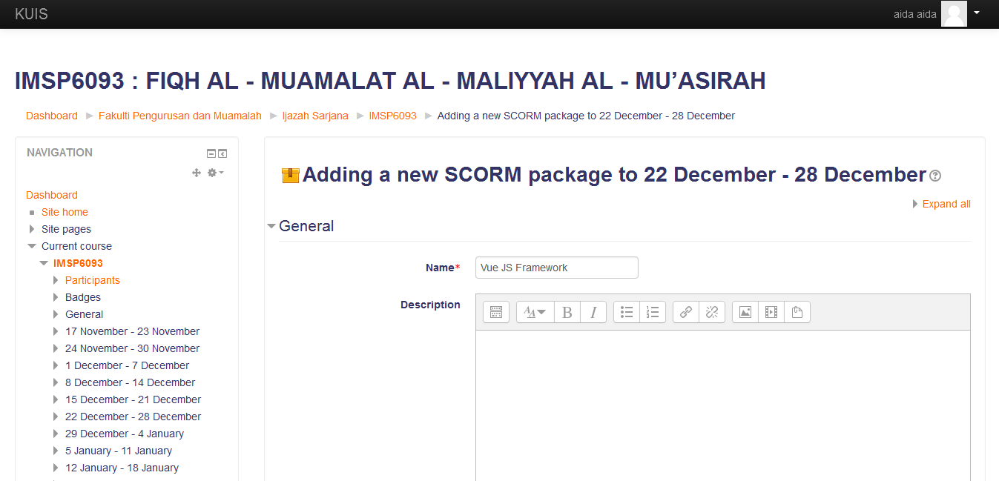 KUIS
aida aida
IMSP6093 : FIQH AL - MUAMALAT AL - MALIYYAH AL - MU’ASIRAH
Dashboard Fakulti Pengurusan dan Muamalah Ijazah Sarjana IMSP6093 Adding a new SCORM package to 22 December - 28 December
NAVIGATION
Dashboard
Site home
Site pages
Current course
IMSP6093
Participants
Badges
General
17 November - 23 November
24 November - 30 November
1 December - 7 December
8 December - 14 December
15 December - 21 December
22 December - 28 December
29 December - 4 January
5 January - 11 January
12 January - 18 January
Adding a new SCORM package to 22 December - 28 December
Expand all
General
Name* Vue JS Framework
Description